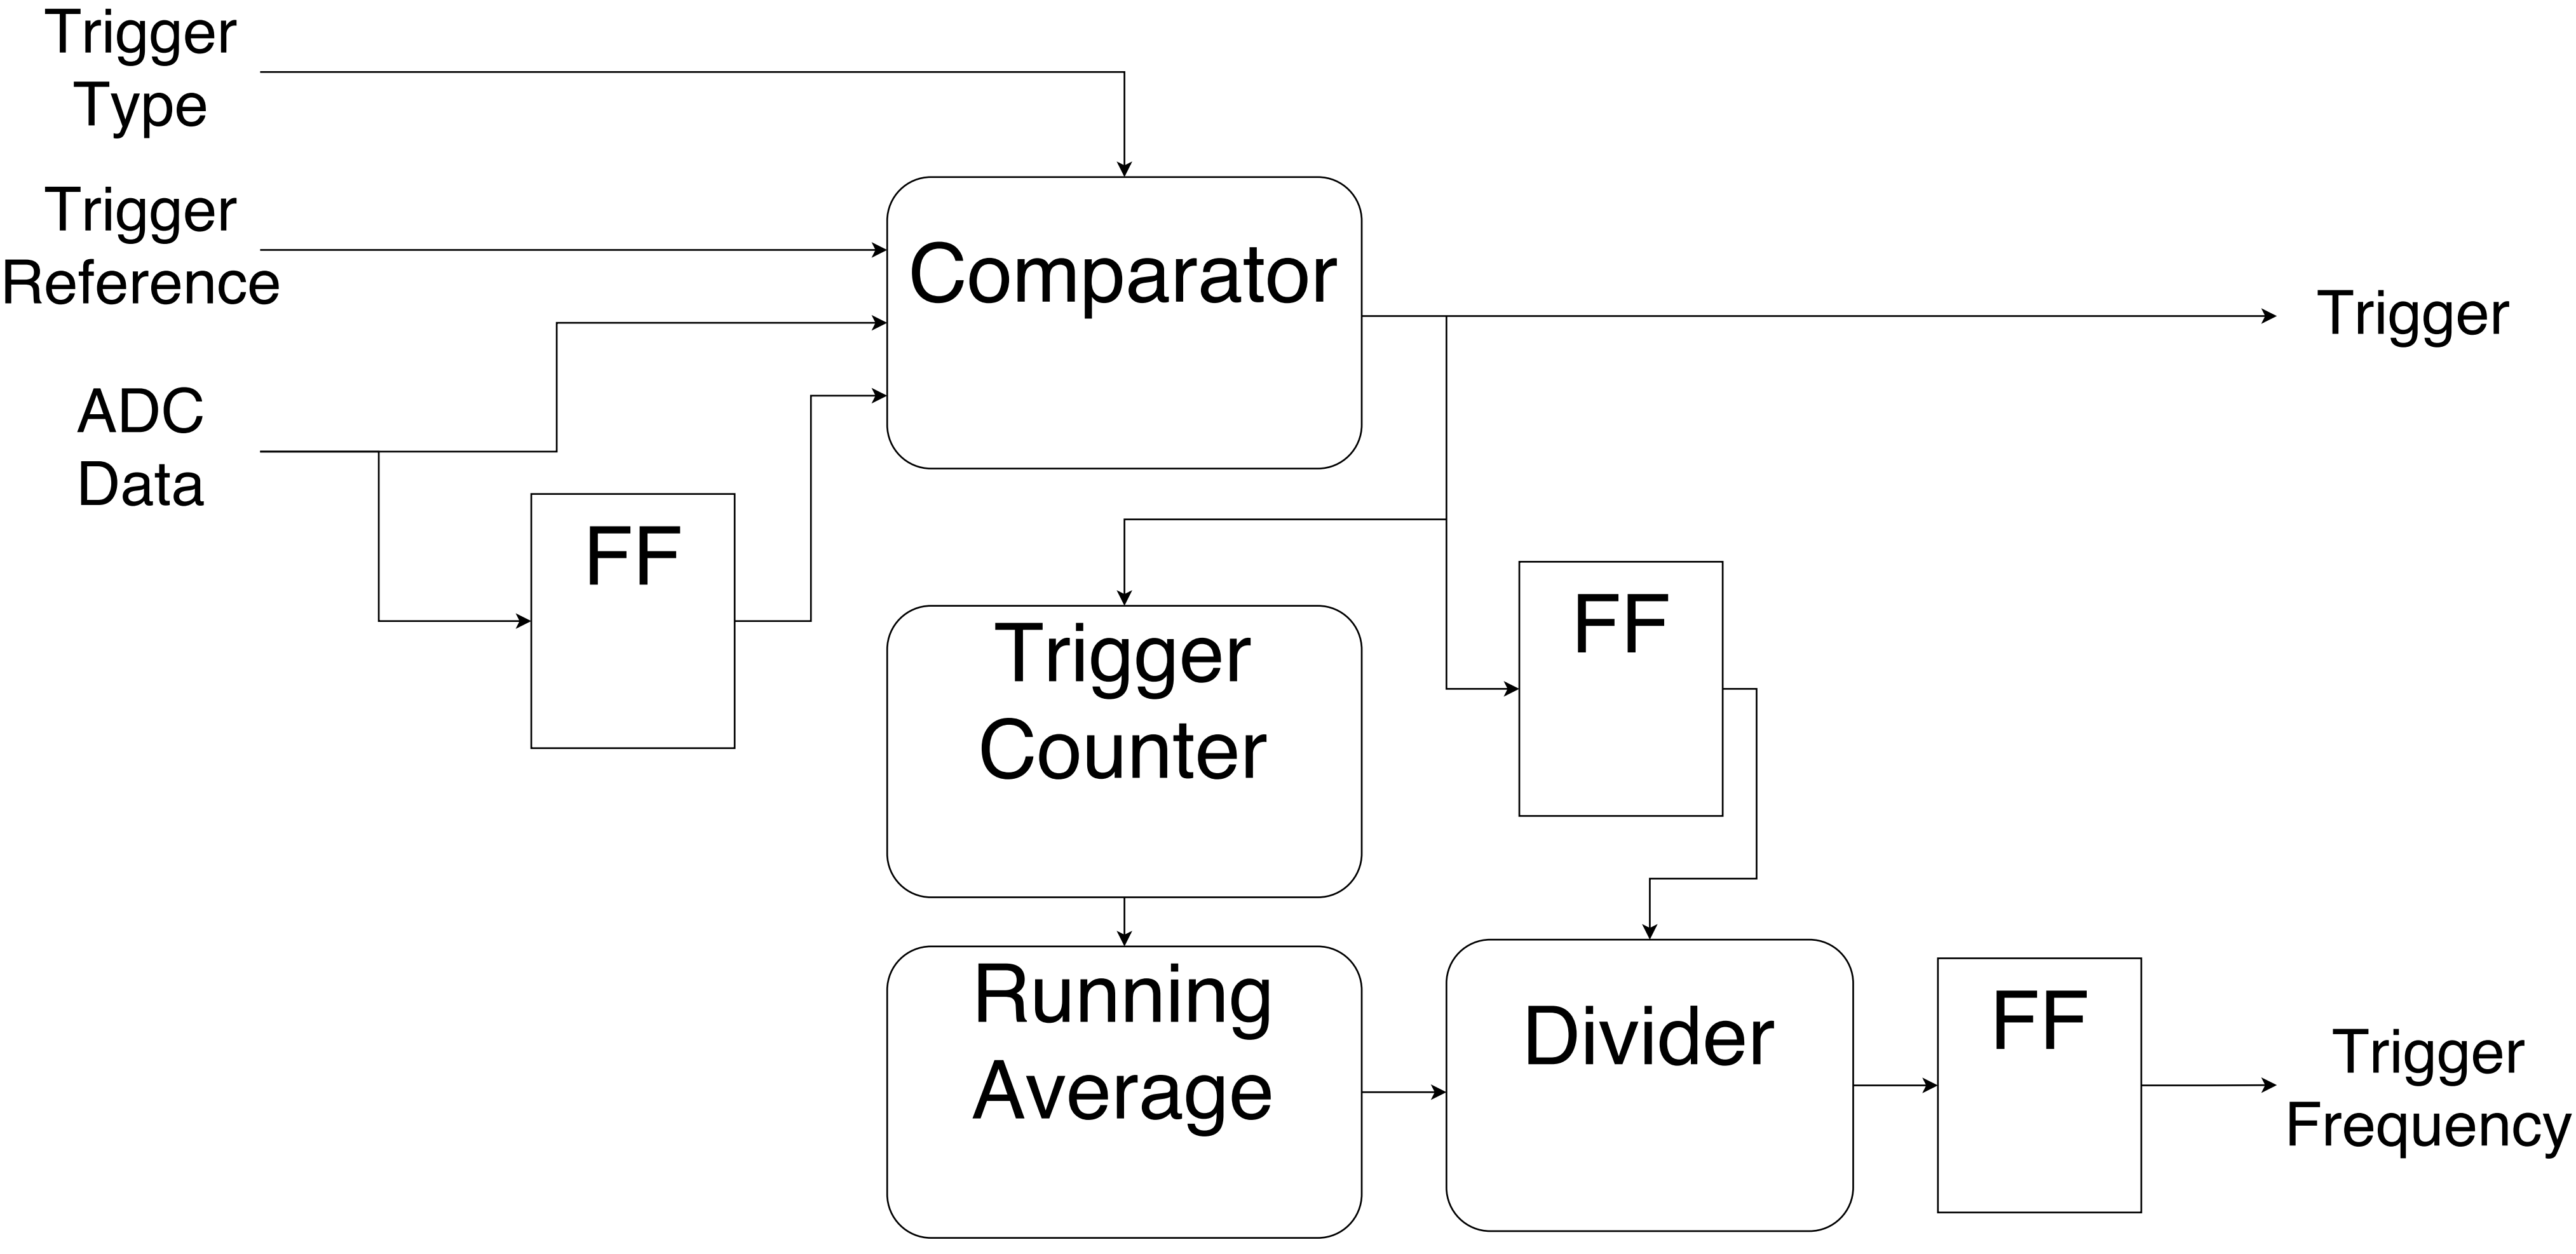 Trigger
Type
Trigger
Reference
ADC
Data
Comparator
Trigger
FF
Trigger
Counter
FF
Running
Average
Divider
FF
Trigger
Frequency